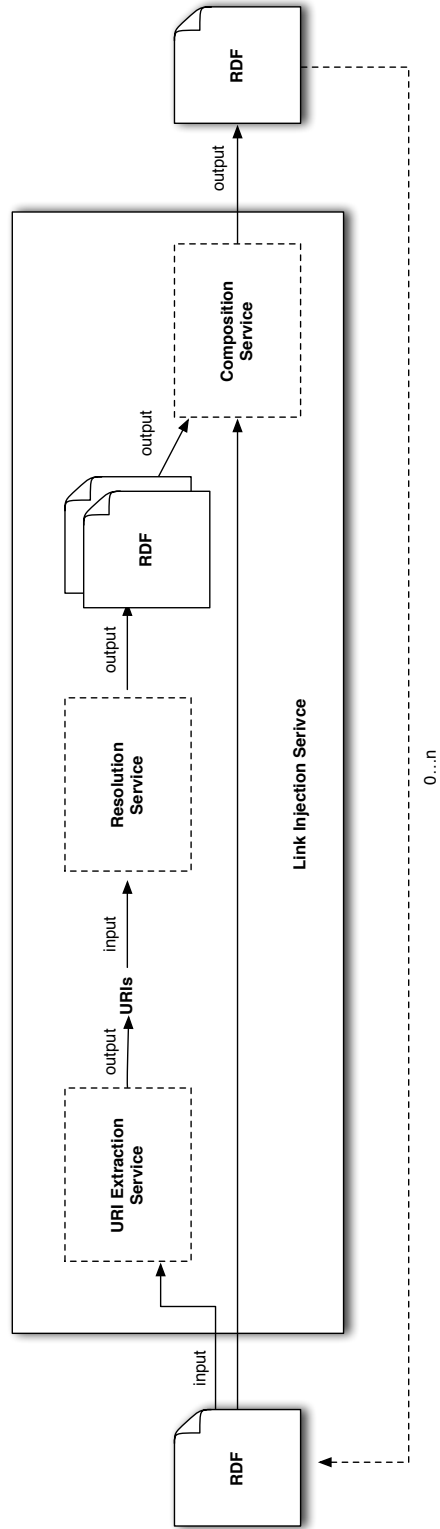 RDF
input
URI Extraction
Service
output
URIs
input
Resolution
Service
output
RDF
output
Composition
Service
output
RDF
Link Injection Serivce
0...n